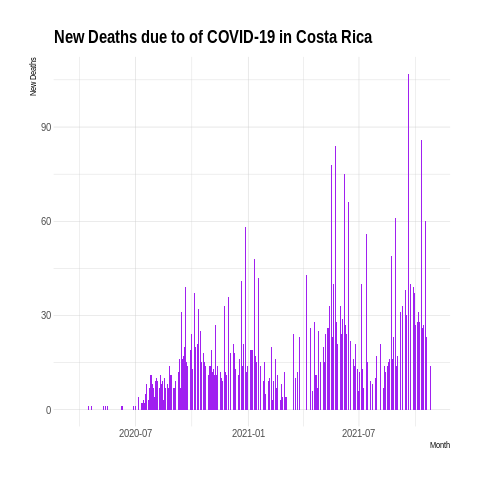 New Deaths due to of COVID-19 in Costa Rica
New Deaths
90
60
30
0
2020-07
2021-01
2021-07
Month